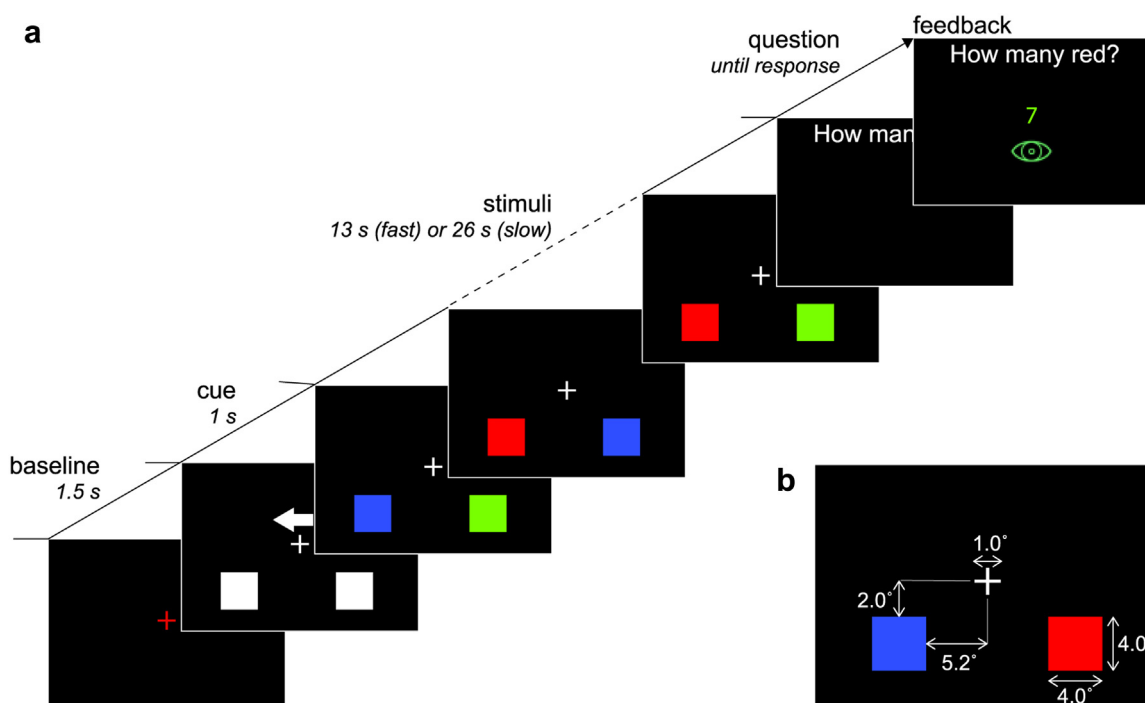 a
feedback
How many red?
7
question
until response
How man
stimuli
13 s (fast) or 26 s (slow)
cue
1 s
baseline
1.5 s
b
1.0°
2.0°
5.2°
4.0
4.0°